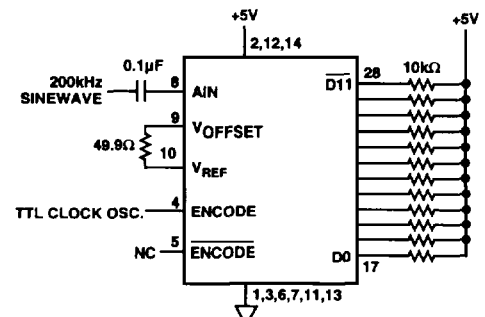 +5V
+5V
2,12,14
0.1µF
28
10kΩ
200kHz
SINEWAVE
8
AIN
D11
9
VOFFSET
49.9Ω
10
VREF
TTL CLOCK OSC.
4
ENCODE
NC
5
ENCODE
D0
17
1,3,6,7,11,13